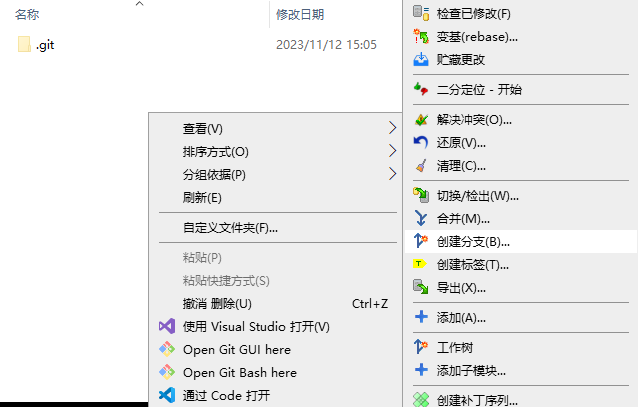 名称
修改日期
.git
2023/11/12 15:05
查看(V)
排序方式(O)
分组依据(P)
刷新(E)
自定义文件夹(F)...
粘贴(P)
粘贴快捷方式(S)
撤消 删除(U) Ctrl+Z
使用 Visual Studio 打开(V)
Open Git GUI here
Open Git Bash here
通过 Code 打开
检查已修改(F)
变基(rebase)...
贮藏更改
二分定位 - 开始
解决冲突(O)...
还原(V)...
清理(C)...
切换/检出(W)...
合并(M)...
创建分支(B)...
创建标签(T)...
导出(X)...
添加(A)...
工作树
添加子模块...
创建补丁序列...